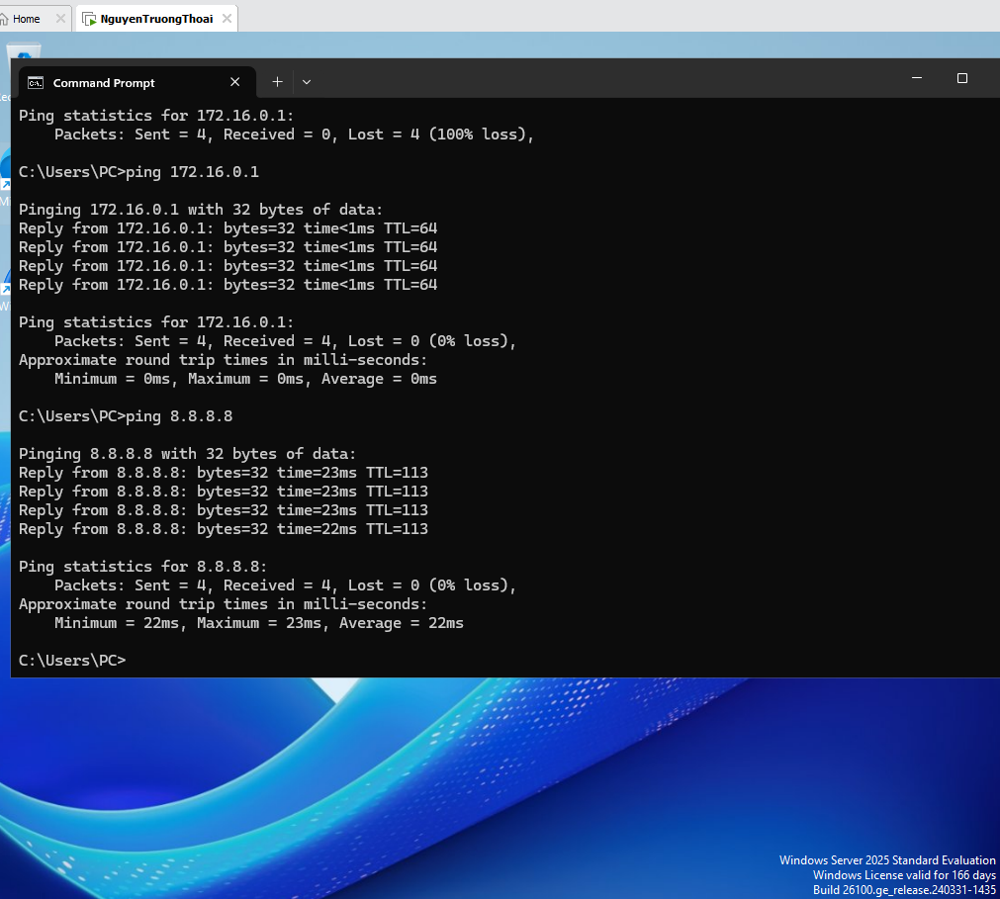 Home
NguyenTruongThoai
Command Prompt
Ping statistics for 172.16.0.1:
    Packets: Sent = 4, Received = 0, Lost = 4 (100% loss),
C:\Users\PC>ping 172.16.0.1
Pinging 172.16.0.1 with 32 bytes of data:
Reply from 172.16.0.1: bytes=32 time<1ms TTL=64
Reply from 172.16.0.1: bytes=32 time<1ms TTL=64
Reply from 172.16.0.1: bytes=32 time<1ms TTL=64
Reply from 172.16.0.1: bytes=32 time<1ms TTL=64
Ping statistics for 172.16.0.1:
    Packets: Sent = 4, Received = 4, Lost = 0 (0% loss),
Approximate round trip times in milli-seconds:
    Minimum = 0ms, Maximum = 0ms, Average = 0ms
C:\Users\PC>ping 8.8.8.8
Pinging 8.8.8.8 with 32 bytes of data:
Reply from 8.8.8.8: bytes=32 time=23ms TTL=113
Reply from 8.8.8.8: bytes=32 time=23ms TTL=113
Reply from 8.8.8.8: bytes=32 time=23ms TTL=113
Reply from 8.8.8.8: bytes=32 time=22ms TTL=113
Ping statistics for 8.8.8.8:
    Packets: Sent = 4, Received = 4, Lost = 0 (0% loss),
Approximate round trip times in milli-seconds:
    Minimum = 22ms, Maximum = 23ms, Average = 22ms
C:\Users\PC>
Windows Server 2025 Standard Evaluation
Windows License valid for 166 days
Build 26100.ge_release.240331-1435